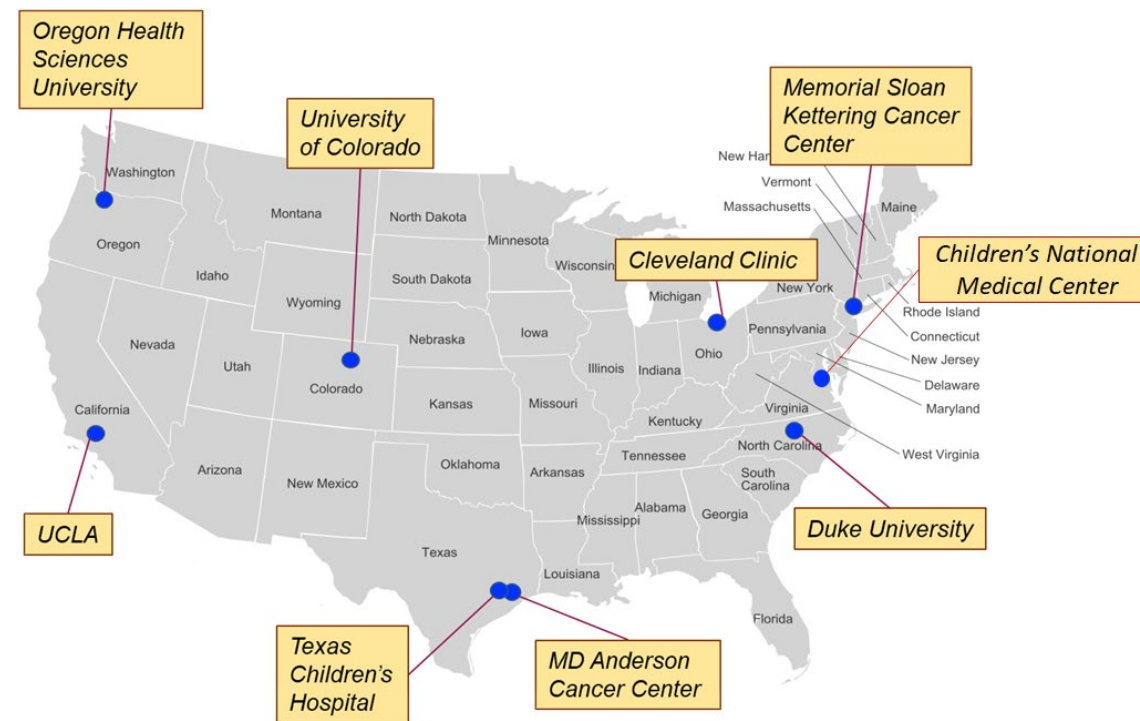 Oregon Health
Sciences
University
University
of Colorado
Memorial Sloan
Kettering Cancer
Center
Cleveland Clinic
Children's National
Medical Center
UCLA
Duke University
Texas
Children's
Hospital
MD Anderson
Cancer Center
Washington
Oregon
Montana
Idaho
Wyoming
North Dakota
South Dakota
Minnesota
Wisconsin
Michigan
New Har
Vermont
Massachusetts
Maine
New York
Rhode Island
Connecticut
New Jersey
Delaware
Maryland
West Virginia
Pennsylvania
Nevada
Utah
Colorado
California
Nebraska
Iowa
Kansas
Illinois
Indiana
Ohio
Missouri
Kentucky
Virginia
North Carolina
Tennessee
South
Carolina
Arizona
New Mexico
Oklahoma
Arkansas
Mississippi
Alabama
Georgia
Texas
Louisiana
Florida